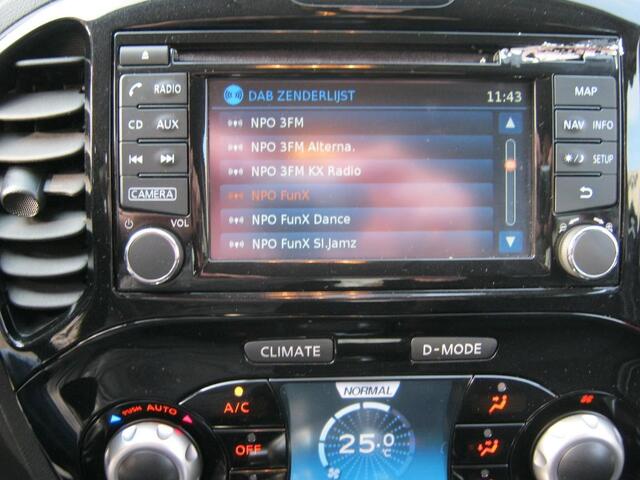 DAB ZENDERLIJST 11:43
NPO 3FM
NPO 3FM Alterna.
NPO 3FM KX Radio
NPO FunX
NPO FunX Dance
NPO FunX Sl.Jamz
RADIO
CD AUX
CAMERA
VOL
MAP
NAV INFO
SETUP
CLIMATE
D-MODE
PUSH AUTO
A/C
OFF
NORMAL
25.0°C